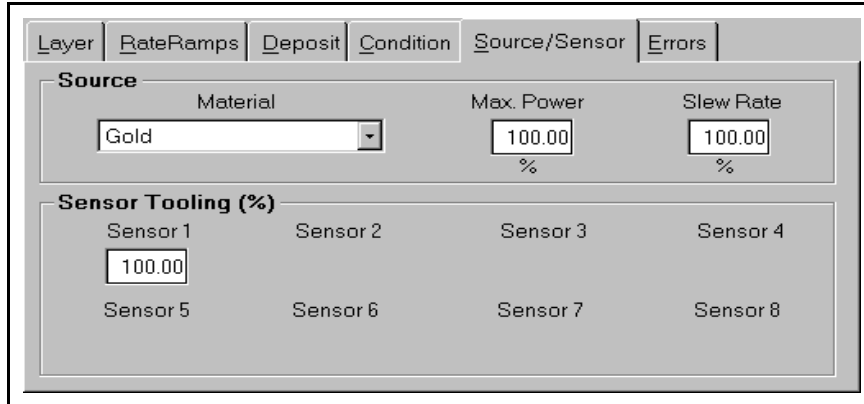 Layer RateRamps Deposit Condition Source/Sensor Errors
Source
Material Max. Power Slew Rate
Gold 100.00 100.00
% %
Sensor Tooling (%)
Sensor 1 Sensor 2 Sensor 3 Sensor 4
100.00
Sensor 5 Sensor 6 Sensor 7 Sensor 8